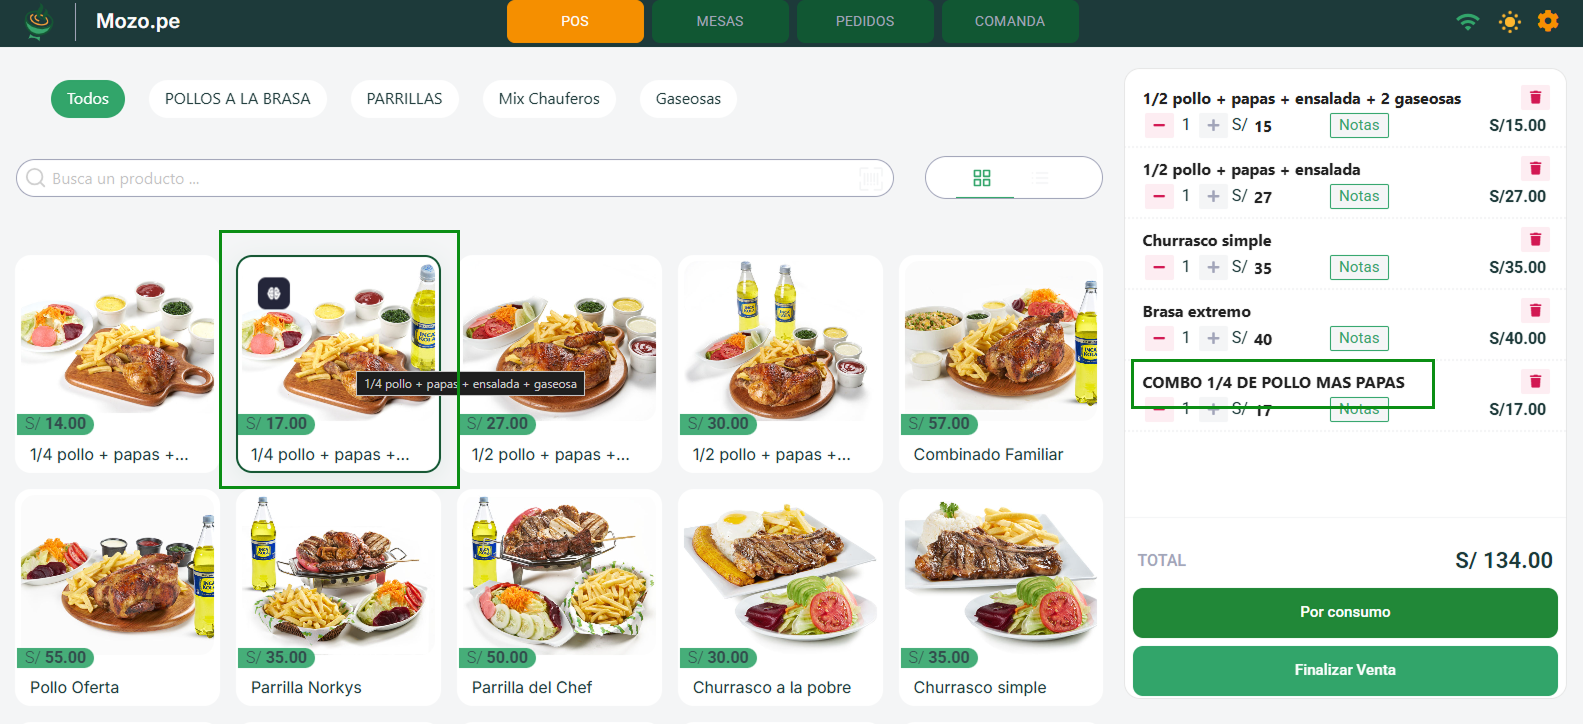 Mozo.pe
POS
MESAS
PEDIDOS
COMANDA
Todos
POLLOS A LA BRASA
PARRILLAS
Mix Chauferos
Gaseosas
Busca un producto ...
S/ 14.00
1/4 pollo + papas +...
S/ 17.00
1/4 pollo + papas +...
1/4 pollo + papas + ensalada + gaseosa
S/ 27.00
1/2 pollo + papas +...
S/ 30.00
1/2 pollo + papas +...
S/ 57.00
Combinado Familiar
S/ 55.00
Pollo Oferta
S/ 35.00
Parrilla Norkys
S/ 50.00
Parrilla del Chef
S/ 30.00
Churrasco a la pobre
S/ 35.00
Churrasco simple
1/2 pollo + papas + ensalada + 2 gaseosas
− 1 + S/ 15 Notas S/15.00
1/2 pollo + papas + ensalada
− 1 + S/ 27 Notas S/27.00
Churrasco simple
− 1 + S/ 35 Notas S/35.00
Brasa extremo
− 1 + S/ 40 Notas S/40.00
COMBO 1/4 DE POLLO MAS PAPAS
− 1 + S/ 17 Notas S/17.00
TOTAL S/ 134.00
Por consumo
Finalizar Venta